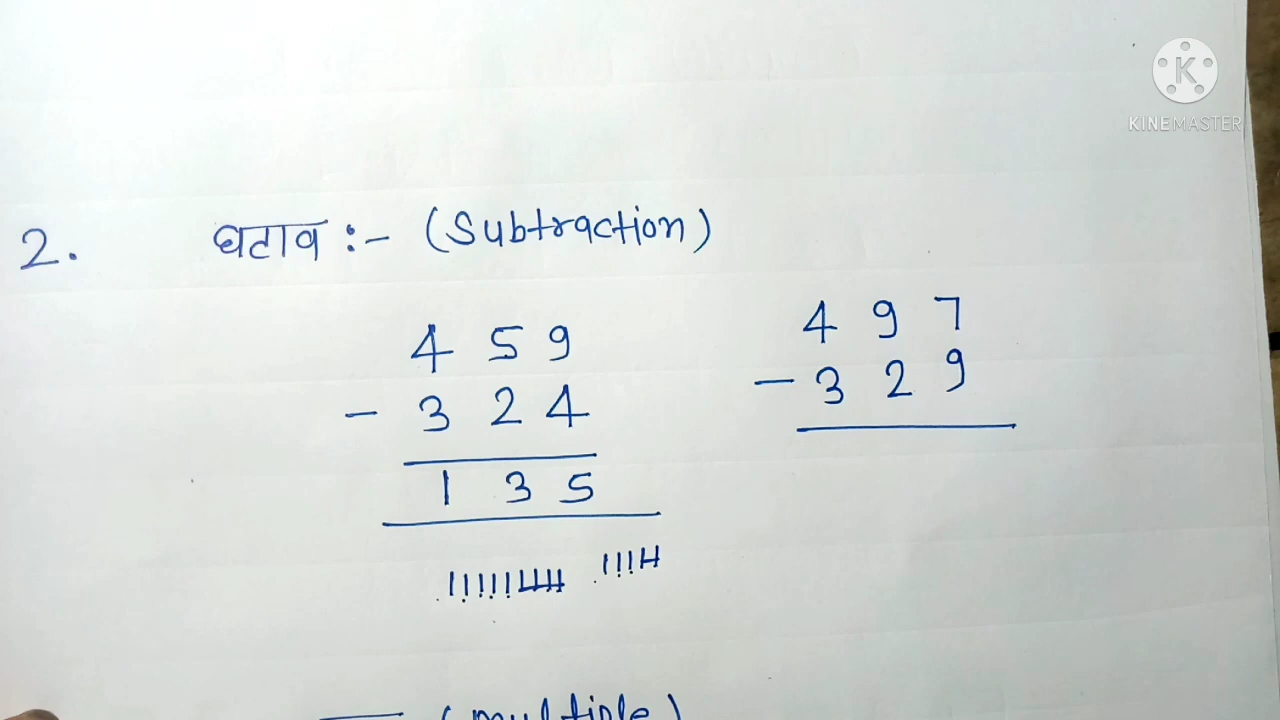 K
KINEMASTER
2. घटाव :- (Subtraction)
4 5 9
- 3 2 4
1 3 5
4 9 7
- 3 2 9
(multiple)